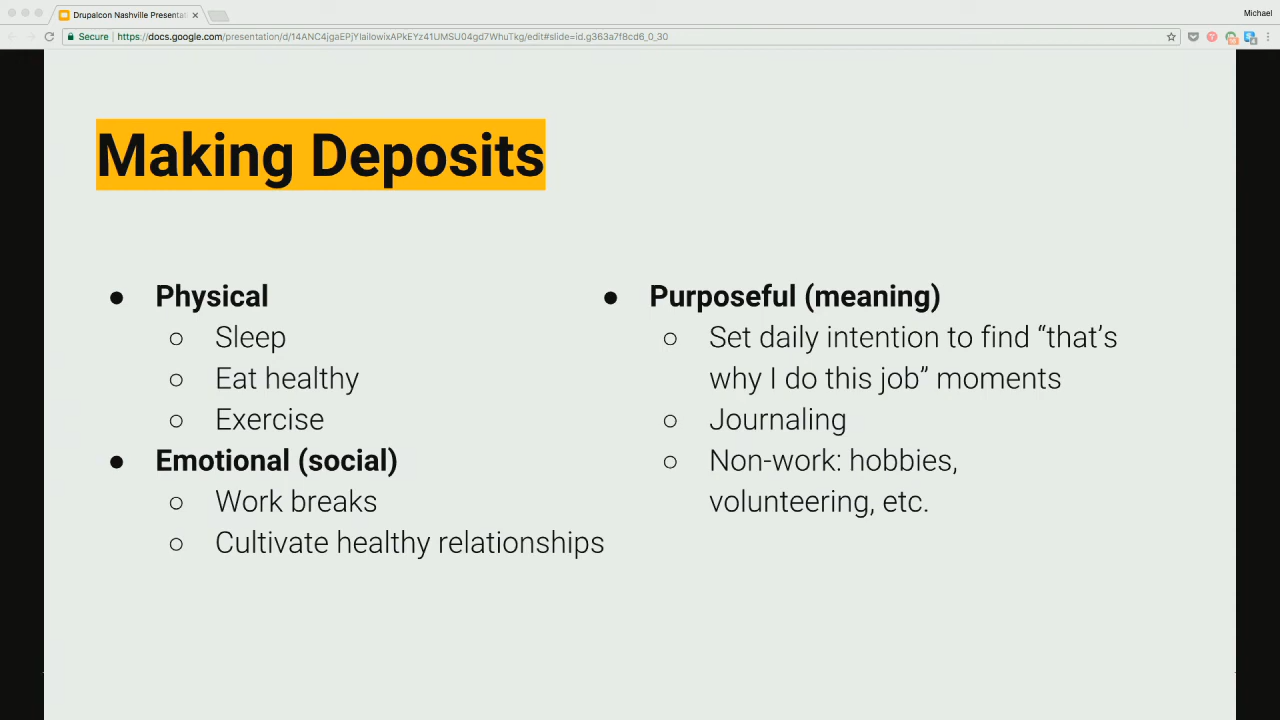 Drupalcon Nashville Presentat
Michael
Secure
https://docs.google.com/presentation/d/14ANC4jgaEPjYIailowixAPkEYz41UMSU04gd7WhuTkg/edit#slide=id.g363a7f8cd6_0_30
Making Deposits
● Physical
○ Sleep
○ Eat healthy
○ Exercise
● Emotional (social)
○ Work breaks
○ Cultivate healthy relationships
● Purposeful (meaning)
○ Set daily intention to find “that’s
why I do this job” moments
○ Journaling
○ Non-work: hobbies,
volunteering, etc.